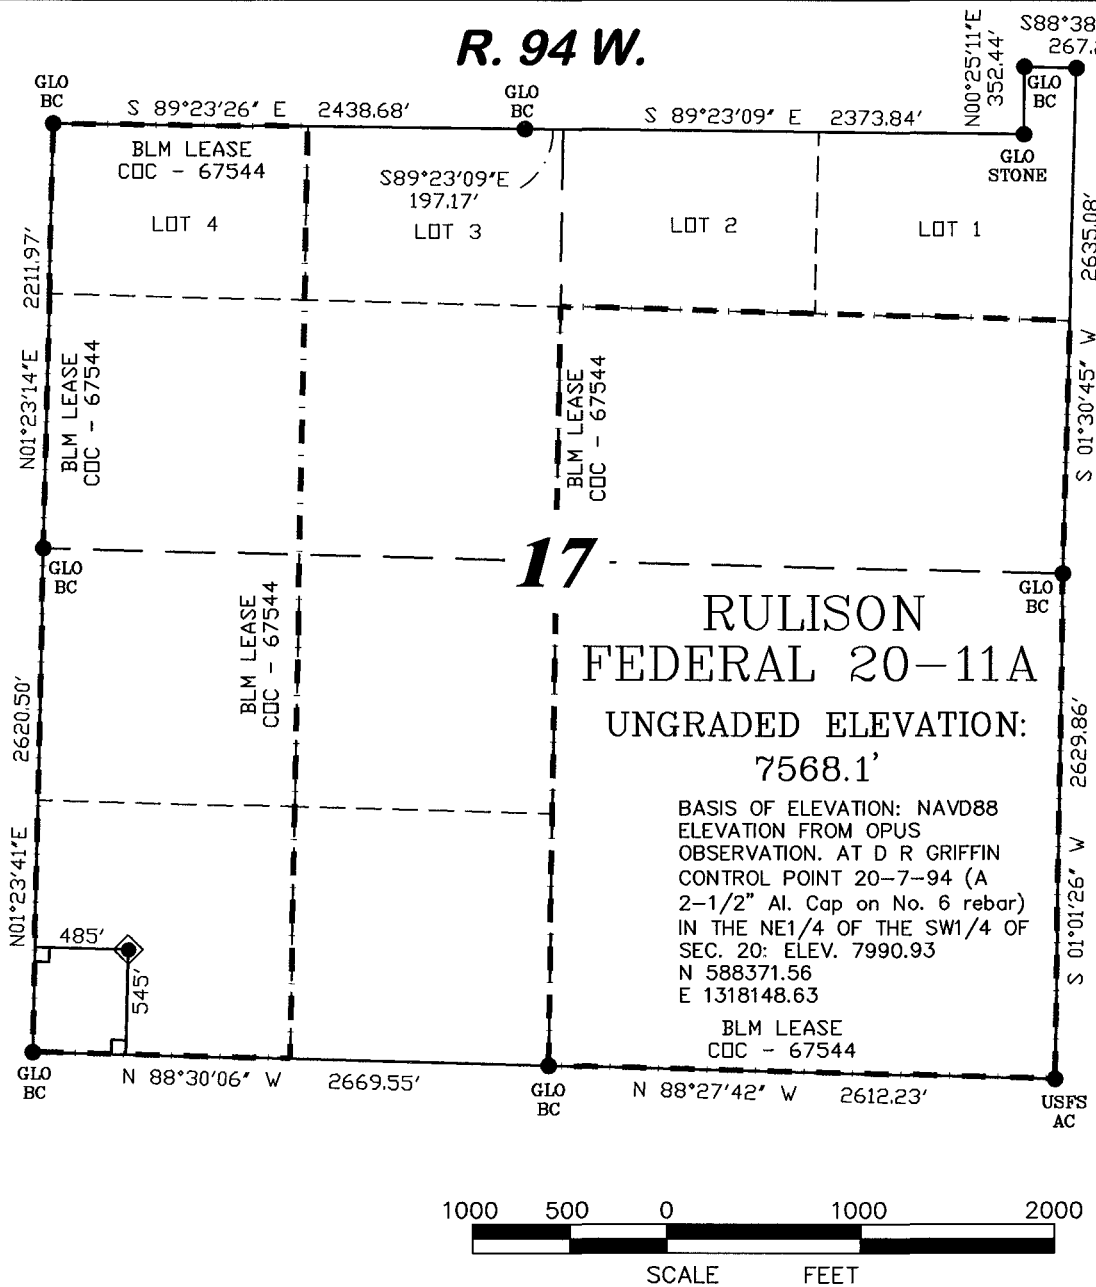 R. 94 W.
N00°25'11"E
352.44'
S88°38
267.
GLO
BC
S 89°23'26" E 2438.68'
GLO
BC
S 89°23'09" E 2373.84'
GLO
BC
GLO
STONE
BLM LEASE
COC - 67544
S89°23'09"E
197.17'
LOT 4
LOT 3
LOT 2
LOT 1
2211.97'
N01°23'14"E
2635.08'
S 01°30'45" W
BLM LEASE
COC - 67544
BLM LEASE
COC - 67544
17
GLO
BC
GLO
BC
BLM LEASE
COC - 67544
RULISON
FEDERAL 20-11A
UNGRADED ELEVATION:
7568.1'
2620.50'
N01°23'41"E
2629.86'
S 01°01'26" W
BASIS OF ELEVATION: NAVD88
ELEVATION FROM OPUS
OBSERVATION. AT D R GRIFFIN
CONTROL POINT 20-7-94 (A
2-1/2" Al. Cap on No. 6 rebar)
IN THE NE1/4 OF THE SW1/4 OF
SEC. 20: ELEV. 7990.93
N 588371.56
E 1318148.63
485'
545'
BLM LEASE
COC - 67544
GLO
BC
N 88°30'06" W 2669.55'
GLO
BC
N 88°27'42" W 2612.23'
USFS
AC
1000 500 0 1000 2000
SCALE FEET